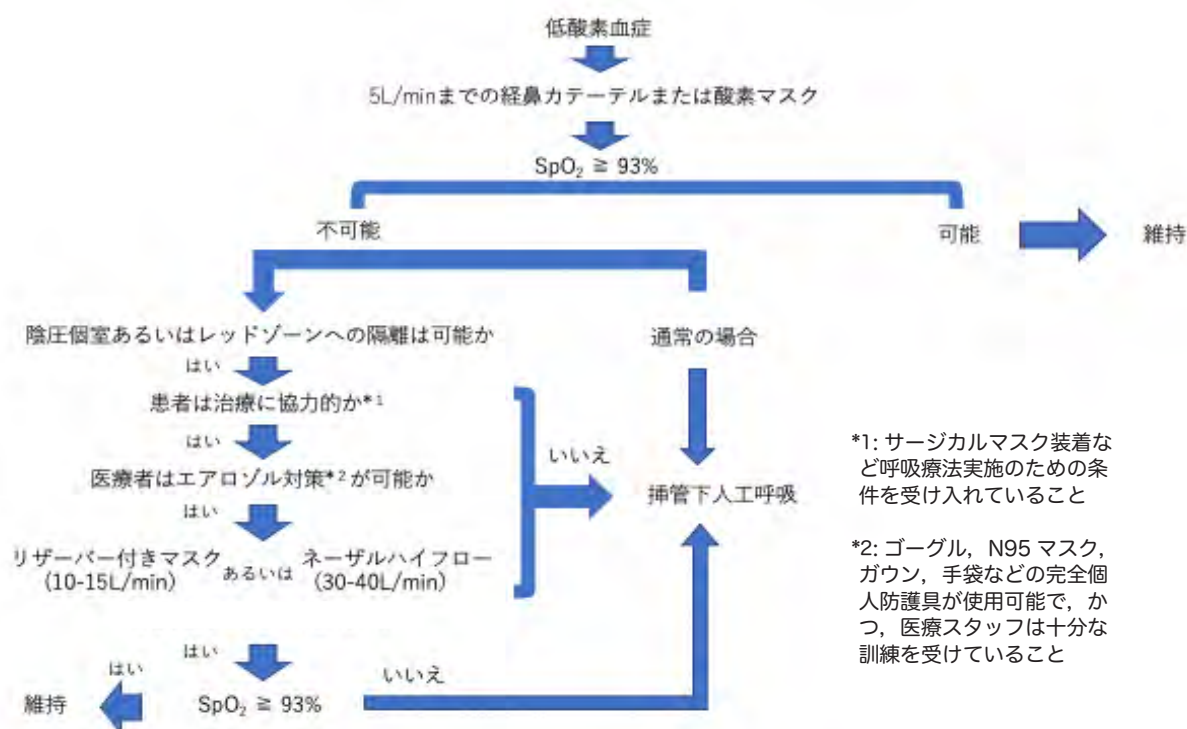 低酸素血症
5L/minまでの経鼻カテーテルまたは酸素マスク
SpO₂ ≧ 93%
不可能
可能
維持
陰圧個室あるいはレッドゾーンへの隔離は可能か
通常の場合
はい
患者は治療に協力的か*1
はい
いいえ
医療者はエアロゾル対策*2が可能か
挿管下人工呼吸
はい
リザーバー付きマスク
(10-15L/min)
あるいは
ネーザルハイフロー
(30-40L/min)
はい
はい
いいえ
維持
SpO₂ ≧ 93%
*1: サージカルマスク装着な
ど呼吸療法実施のための条
件を受け入れていること
*2: ゴーグル，N95 マスク，
ガウン，手袋などの完全個
人防護具が使用可能で，か
つ，医療スタッフは十分な
訓練を受けていること